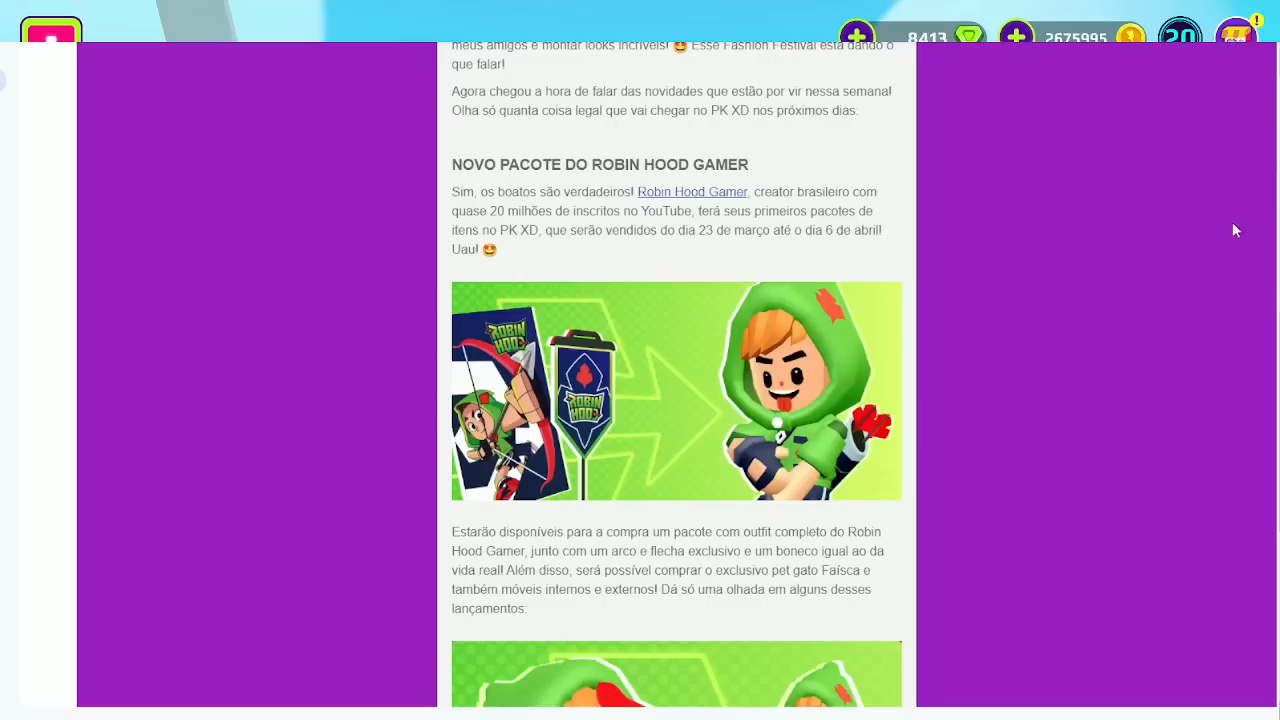 8413
2675995
20
!
meus amigos e montar looks incríveis! 🤩 Esse Fashion Festival está dando o
que falar!
Agora chegou a hora de falar das novidades que estão por vir nessa semana!
Olha só quanta coisa legal que vai chegar no PK XD nos próximos dias:
NOVO PACOTE DO ROBIN HOOD GAMER
Sim, os boatos são verdadeiros! Robin Hood Gamer, creator brasileiro com
quase 20 milhões de inscritos no YouTube, terá seus primeiros pacotes de
itens no PK XD, que serão vendidos do dia 23 de março até o dia 6 de abril!
Uau! 🤩
ROBIN
HOOD
ROBIN
HOOD
Estarão disponíveis para a compra um pacote com outfit completo do Robin
Hood Gamer, junto com um arco e flecha exclusivo e um boneco igual ao da
vida real! Além disso, será possível comprar o exclusivo pet gato Faísca e
também móveis internos e externos! Dá só uma olhada em alguns desses
lançamentos: